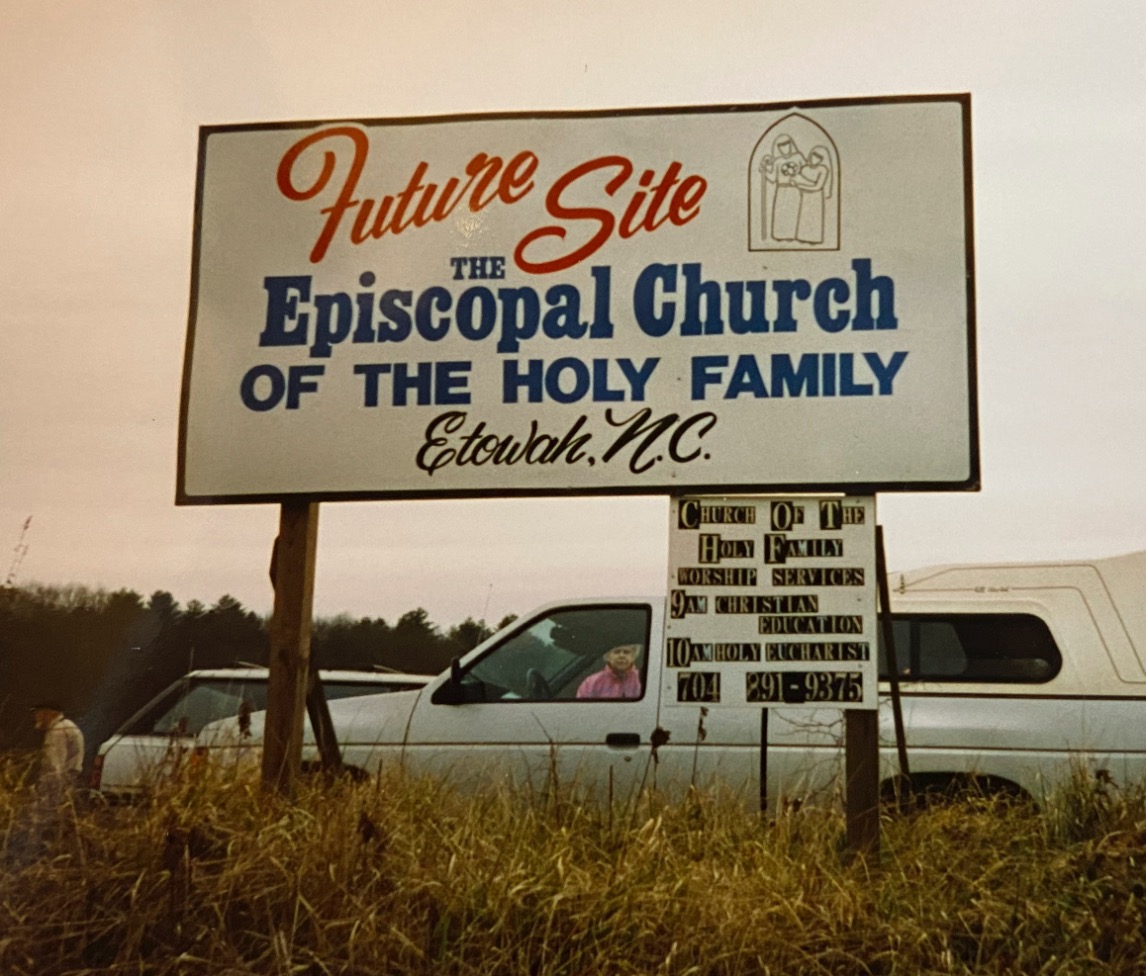 Future Site
THE
Episcopal Church
OF THE HOLY FAMILY
Etowah, N.C.
CHURCH OF THE
HOLY FAMILY
WORSHIP SERVICES
9AM CHRISTIAN
EDUCATION
10AM HOLY EUCHARIST
704 891-9375